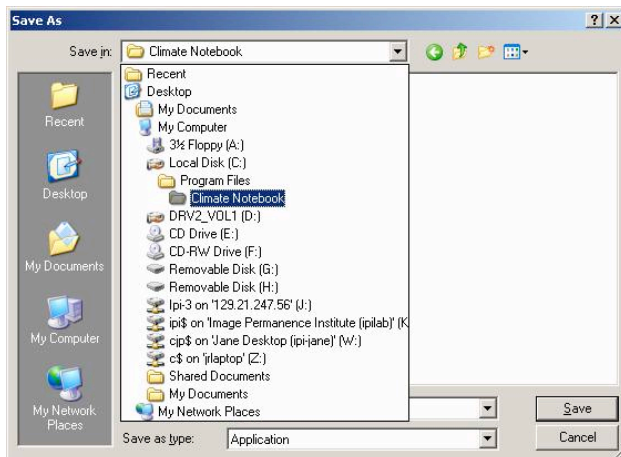 Save As
Save in: Climate Notebook
Recent
Desktop
My Documents
My Computer
3½ Floppy (A:)
Local Disk (C:)
Program Files
Climate Notebook
DRV2_VOL1 (D:)
CD Drive (E:)
CD-RW Drive (F:)
Removable Disk (G:)
Removable Disk (H:)
Ipi-3 on '129.21.247.56' (J:)
ipi$ on 'Image Permanence Institute (ipilab)' (K
cjp$ on 'Jane Desktop (ipi-jane)' (W:)
c$ on 'jrlaptop' (Z:)
Shared Documents
My Documents
My Network Places
Recent
Desktop
My Documents
My Computer
My Network
Places
Save
Save as type: Application
Cancel